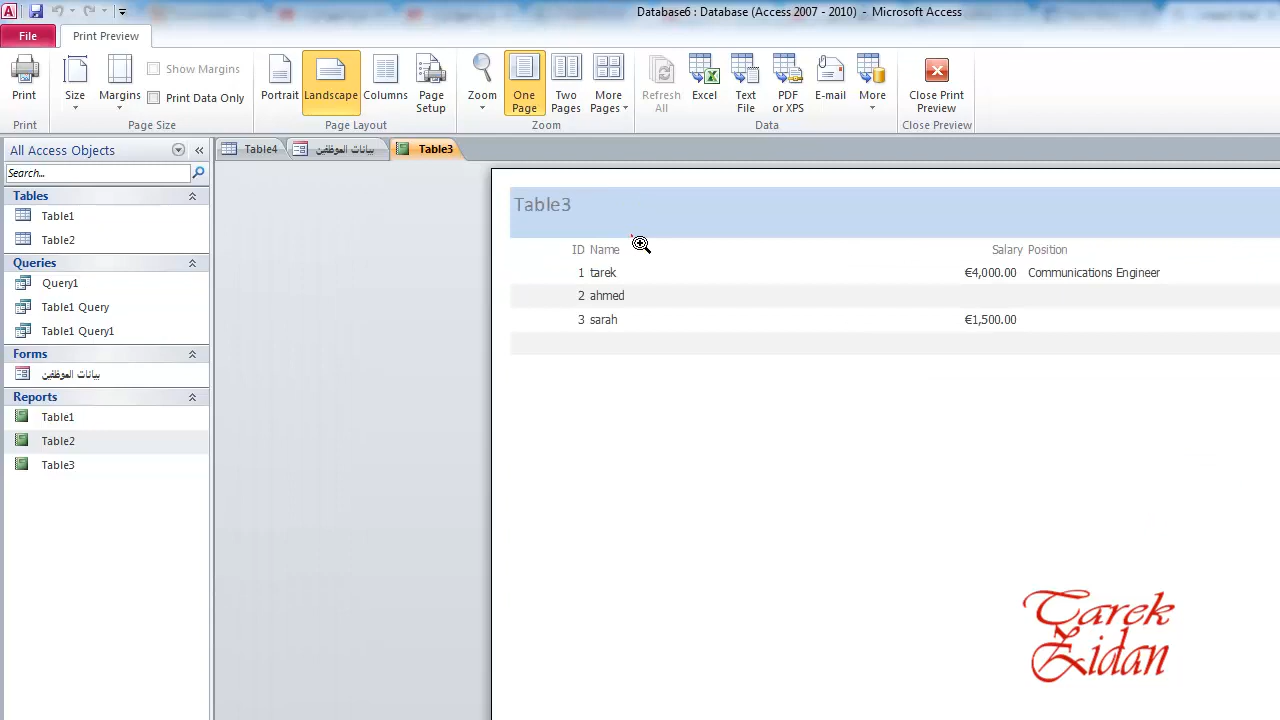 Database6 : Database (Access 2007 - 2010) - Microsoft Access
File
Print Preview
Print
Size
Margins
Show Margins
Print Data Only
Portrait
Landscape
Columns
Page Setup
Zoom
One Page
Two Pages
More Pages
Refresh All
Excel
Text File
PDF or XPS
E-mail
More
Close Print Preview
Print
Page Size
Page Layout
Zoom
Data
Close Preview
All Access Objects
Search...
Tables
Table1
Table2
Queries
Query1
Table1 Query
Table1 Query1
Forms
بيانات الموظفين
Reports
Table1
Table2
Table3
Table4
بيانات الموظفين
Table3
Table3
ID Name Salary Position
1 tarek €4,000.00 Communications Engineer
2 ahmed
3 sarah €1,500.00
Tarek
Zidan